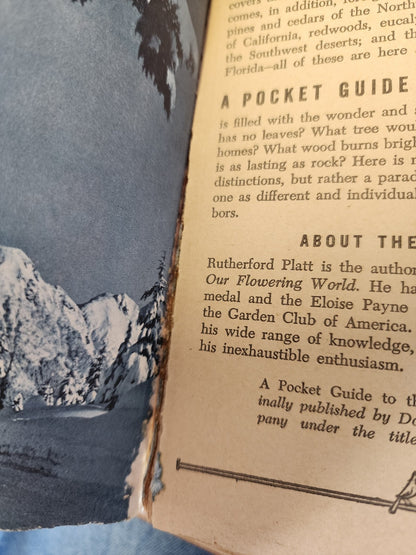 covers
comes, in addition,
pines and cedars of the North
of California, redwoods,
the Southwest deserts; and th
Florida—all of these are here
A POCKET GUIDE
is filled with the wonder and
has no leaves? What tree wou
homes? What wood burns brigh
is as lasting as rock? Here is
distinctions, but rather a parad
one as different and individua
bors.
ABOUT THE
Rutherford Platt is the autho
Our Flowering World. He ha
medal and the Eloise Payne
the Garden Club of America.
his wide range of knowledge,
his inexhaustible enthusiasm.
A Pocket Guide to th
inally published by Do
pany under the title